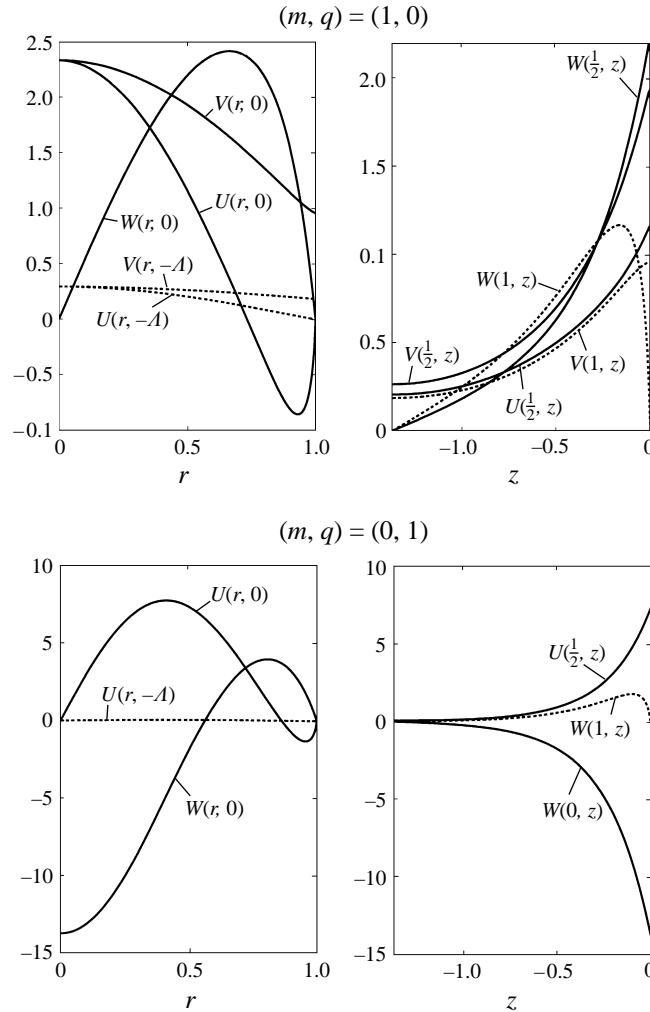 (m, q) = (1, 0)
2.5
2.0
1.5
1.0
0.5
0
−0.5
−0.1
V(r, 0)
U(r, 0)
W(r, 0)
V(r, −Λ)
U(r, −Λ)
0
0.5
1.0
r
2.0
1.5
0.1
0.5
0
W(1/2, z)
W(1, z)
V(1/2, z)
V(1, z)
U(1/2, z)
−1.0
−0.5
0
z
(m, q) = (0, 1)
10
5
0
−5
−10
−15
U(r, 0)
U(r, −Λ)
W(r, 0)
0
0.5
1.0
r
10
5
0
−5
−10
−15
U(1/2, z)
W(1, z)
W(0, z)
−1.0
−0.5
0
z